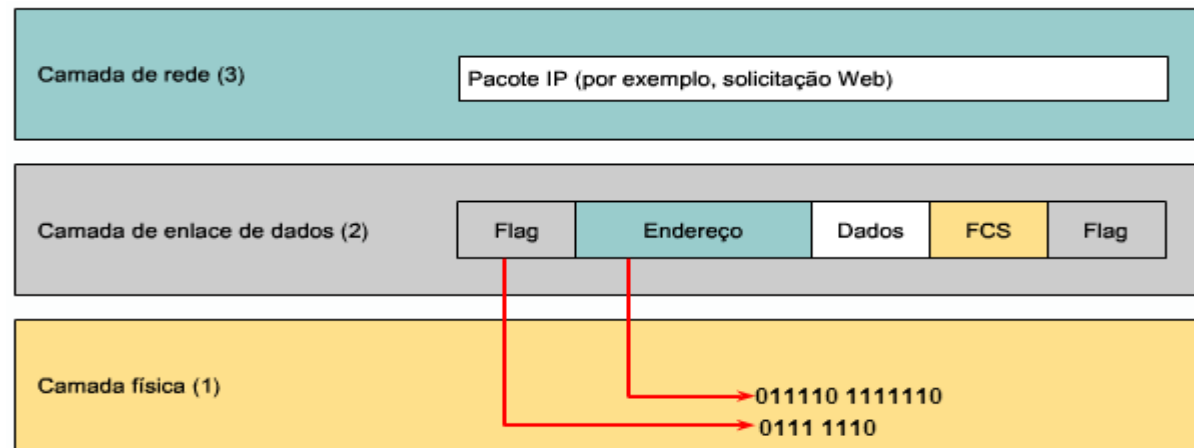 Camada de rede (3)
Pacote IP (por exemplo, solicitação Web)
Camada de enlace de dados (2)
Flag
Endereço
Dados
FCS
Flag
Camada física (1)
011110 1111110
0111 1110